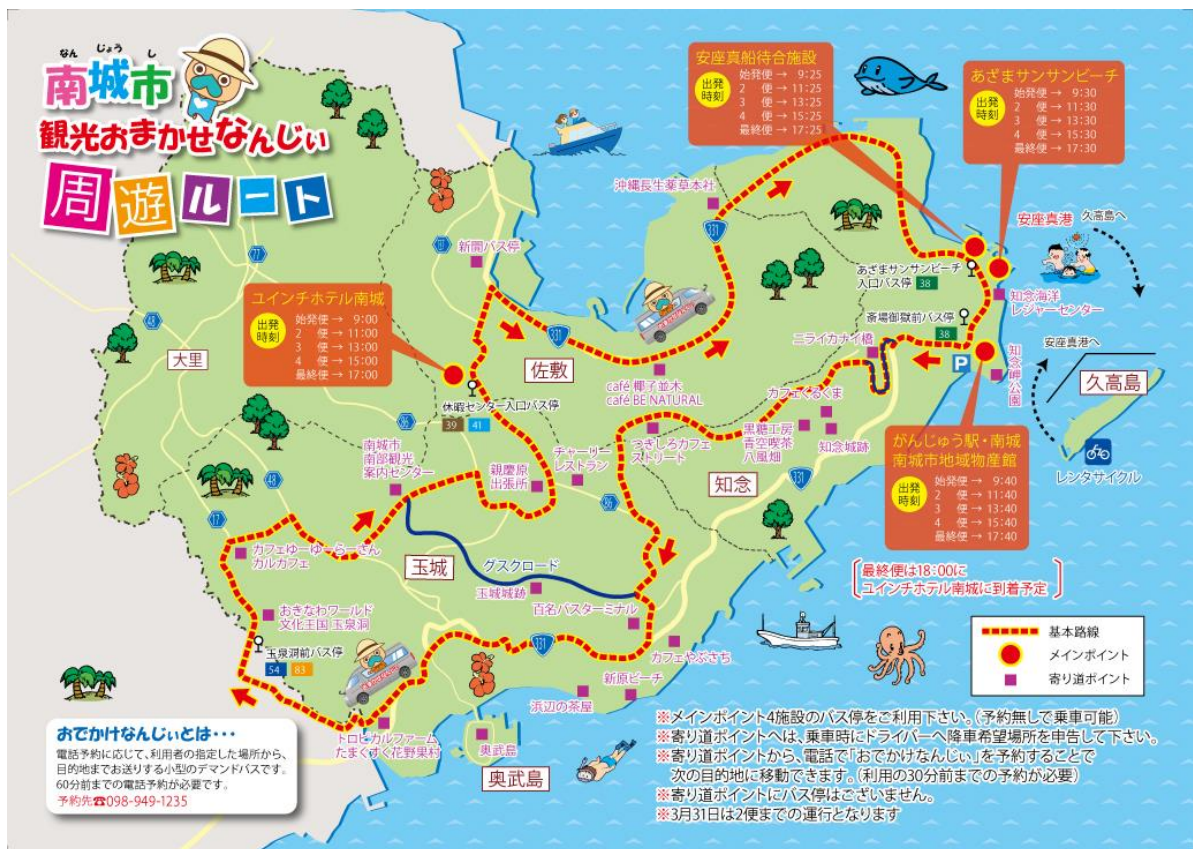 なん じょう し
南城市
観光おまかせなんじぃ
周遊ルート
安座真船待合施設
出発時刻
始発便→ 9:25
2 便→11:25
3 便→13:25
4 便→15:25
最終便→17:25
あざまサンサンビーチ
出発時刻
始発便→ 9:30
2 便→11:30
3 便→13:30
4 便→15:30
最終便→17:30
沖縄長生薬草本社
331
安座真港
久高島へ
137
新開バス停
77
あざまサンサンビーチ
入口バス停 38
知念海洋
レジャーセンター
斎場御嶽前バス停
38
ユインチホテル南城
出発時刻
始発便→ 9:00
2 便→11:00
3 便→13:00
4 便→15:00
最終便→17:00
48
大里
331
佐敷
ニライカナイ橋
P
知念岬公園
安座真港へ
久高島
レンタサイクル
café 椰子並木
café BE NATURAL
カフェくるくま
休暇センター入口バス停
39 41
86
黒糖工房
青空喫茶
八風畑
知念城跡
つきしろカフェ
ストリート
チャーリー
レストラン
南城市
南部観光
案内センター
親慶原
出張所
知念
331
がんじゅう駅・南城
南城市地域物産館
出発時刻
始発便→ 9:40
2 便→11:40
3 便→13:40
4 便→15:40
最終便→17:40
48
86
17
カフェゆーゆーらーさん
ガルカフェ
玉城
グスクロード
玉城城跡
最終便は18:00に
ユインチホテル南城に到着予定
おきなわワールド
文化王国 玉泉洞
百名バスターミナル
331
玉泉洞前バス停
54 83
カフェやぶさち
新原ビーチ
浜辺の茶屋
基本路線
メインポイント
寄り道ポイント
トロピカルファーム
たまぐすく花野果村
奥武島
奥武島
おでかけなんじぃとは・・・
電話予約に応じて、利用者の指定した場所から、
目的地までお送りする小型のデマンドバスです。
60分前までの電話予約が必要です。
予約先☎098-949-1235
※メインポイント4施設のバス停をご利用下さい。(予約無しで乗車可能)
※寄り道ポイントへは、乗車時にドライバーへ降車希望場所を申告して下さい。
※寄り道ポイントから、電話で「おでかけなんじぃ」を予約することで
次の目的地に移動できます。(利用の30分前までの予約が必要)
※寄り道ポイントにバス停はございません。
※3月31日は2便までの運行となります